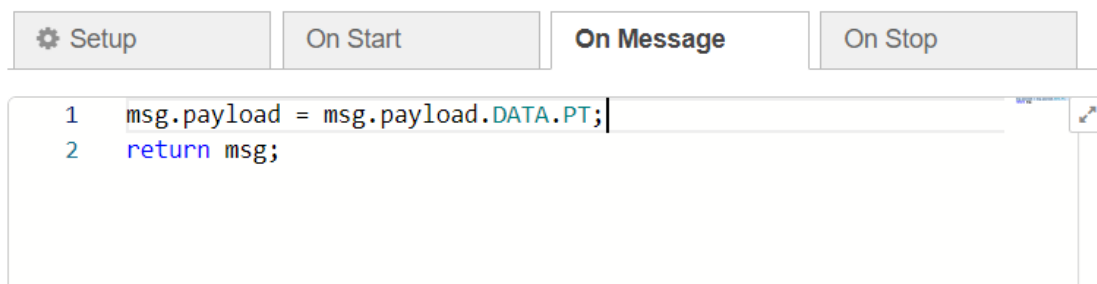 Setup On Start On Message On Stop
1 msg.payload = msg.payload.DATA.PT;
2 return msg;